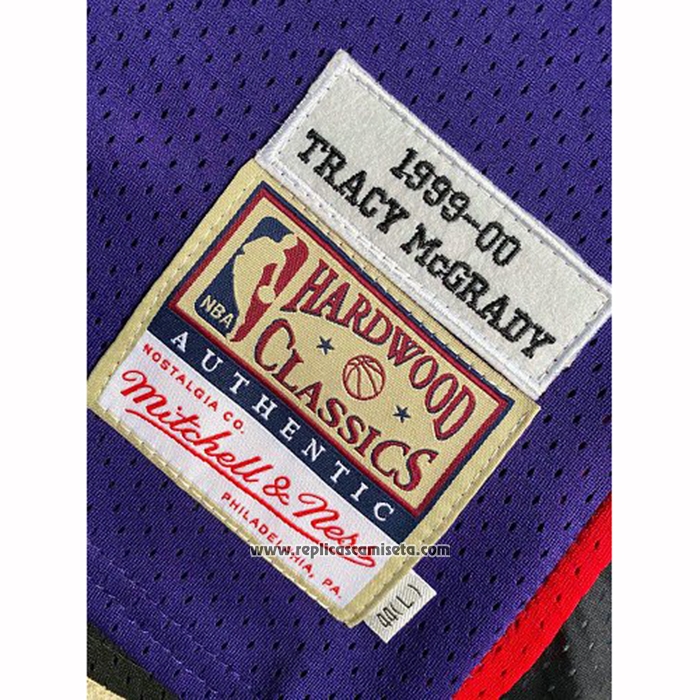 1999-00
TRACY McGRADY
NBA
HARDWOOD
CLASSICS
AUTHENTIC
NOSTALGIA CO.
Mitchell & Ness
PHILADELPHIA, PA.
www.replicascamiseta.com
44(L)